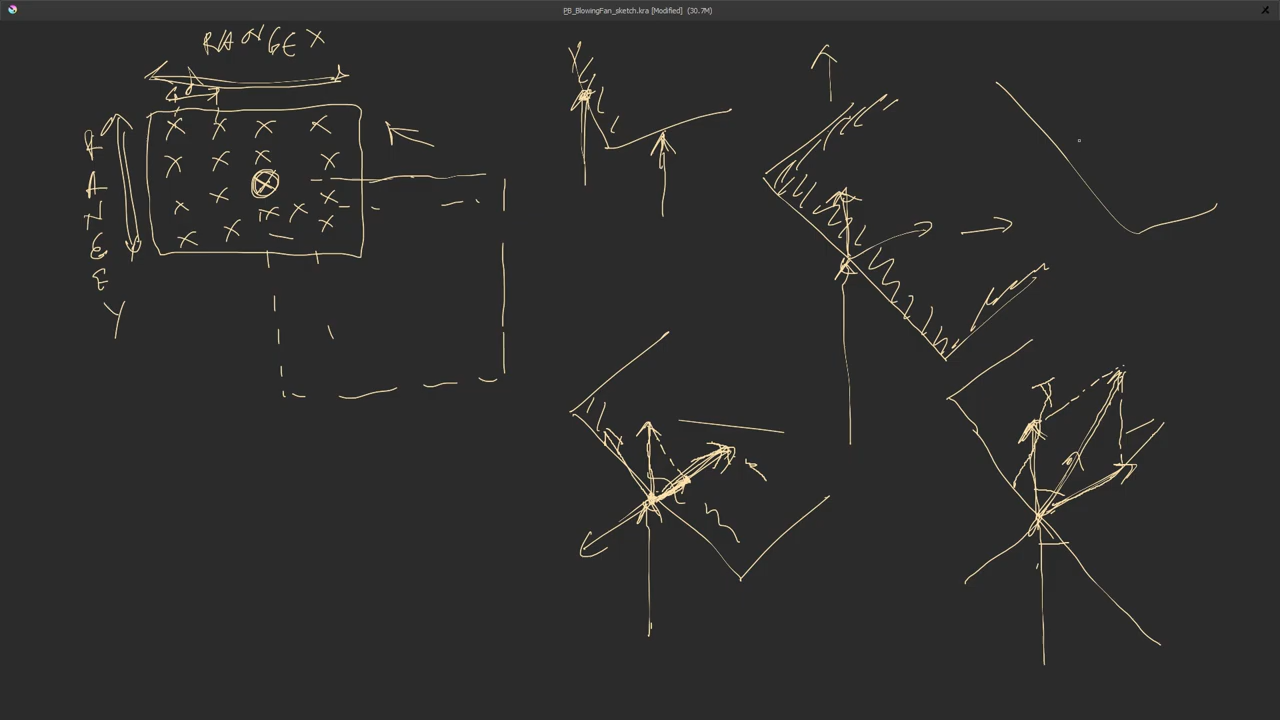 PB_BlowingFan_sketch.kra [Modified] (30.7M)
RANGE X
d
RANGE
Y